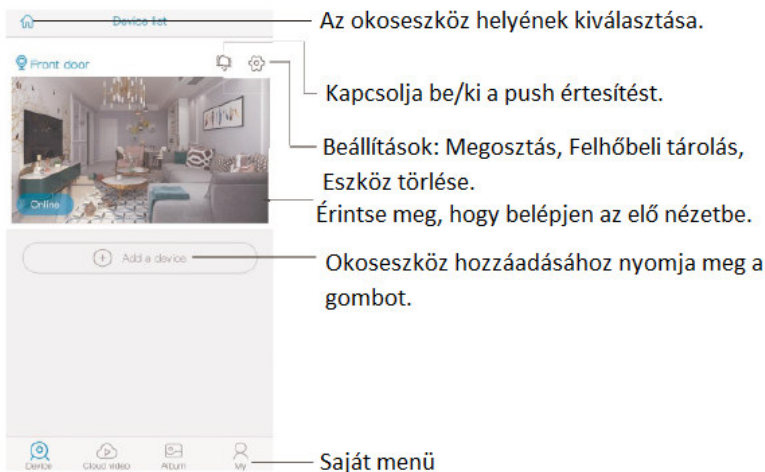 Device list
Az okoseszköz helyének kiválasztása.
Front door
Kapcsolja be/ki a push értesítést.
Beállítások: Megosztás, Felhőbeli tárolás,
Eszköz törlése.
Online
Érintse meg, hogy belépjen az elő nézetbe.
Add a device
Okoseszköz hozzáadásához nyomja meg a
gombot.
Device
Cloud video
Album
My
Saját menü